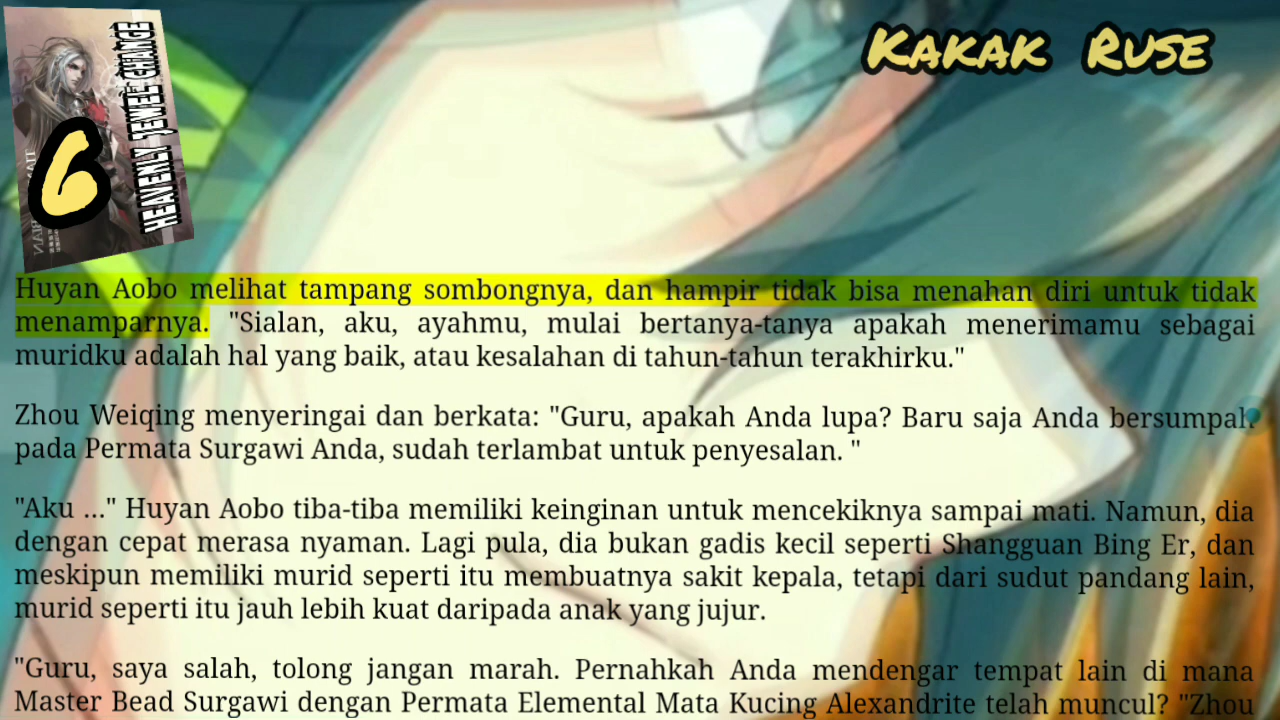 KAKAK RUSE
HEAVENLY JEWEL CHANGE
6
Huyan Aobo melihat tampang sombongnya, dan hampir tidak bisa menahan diri untuk tidak
menamparnya. "Sialan, aku, ayahmu, mulai bertanya-tanya apakah menerimamu sebagai
muridku adalah hal yang baik, atau kesalahan di tahun-tahun terakhirku."
Zhou Weiqing menyeringai dan berkata: "Guru, apakah Anda lupa? Baru saja Anda bersumpah
pada Permata Surgawi Anda, sudah terlambat untuk penyesalan. "
"Aku ..." Huyan Aobo tiba-tiba memiliki keinginan untuk mencekiknya sampai mati. Namun, dia
dengan cepat merasa nyaman. Lagi pula, dia bukan gadis kecil seperti Shangguan Bing Er, dan
meskipun memiliki murid seperti itu membuatnya sakit kepala, tetapi dari sudut pandang lain,
murid seperti itu jauh lebih kuat daripada anak yang jujur.
"Guru, saya salah, tolong jangan marah. Pernahkah Anda mendengar tempat lain di mana
Master Bead Surgawi dengan Permata Elemental Mata Kucing Alexandrite telah muncul? "Zhou